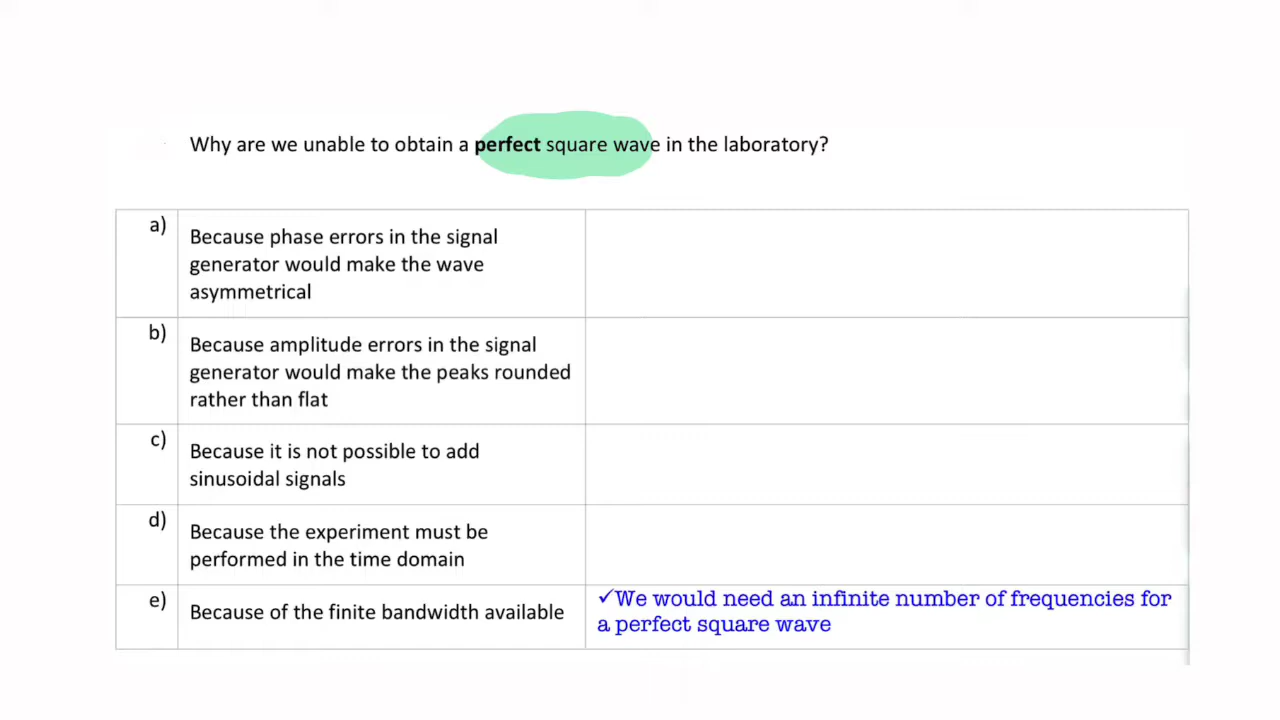 Why are we unable to obtain a perfect square wave in the laboratory?
a)
Because phase errors in the signal
generator would make the wave
asymmetrical
b)
Because amplitude errors in the signal
generator would make the peaks rounded
rather than flat
c)
Because it is not possible to add
sinusoidal signals
d)
Because the experiment must be
performed in the time domain
e)
Because of the finite bandwidth available
✓We would need an infinite number of frequencies for
a perfect square wave